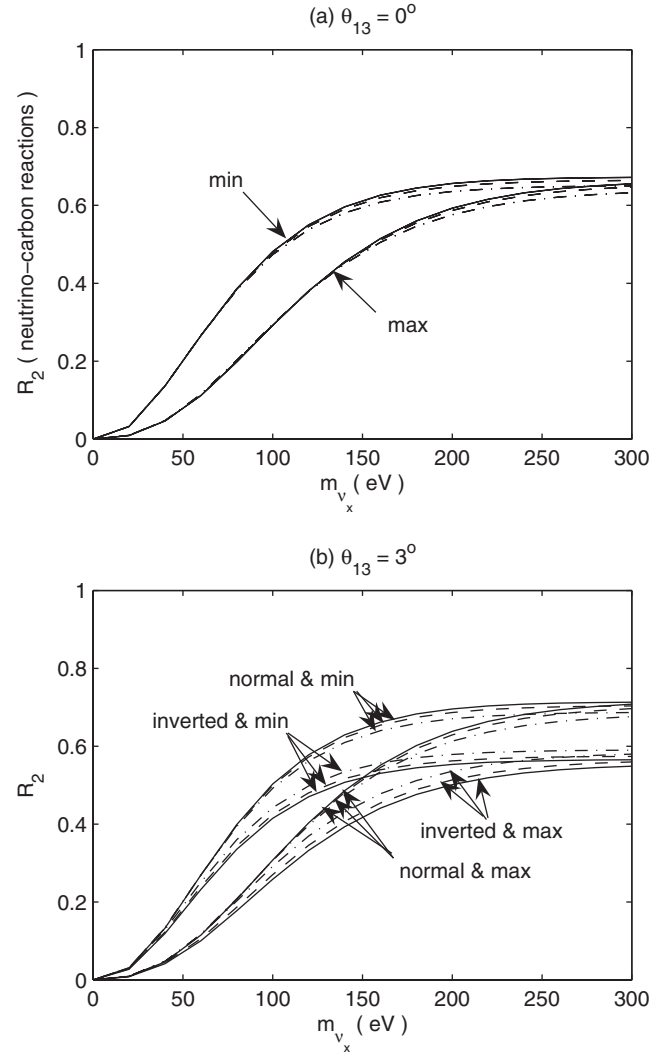 (a) θ₁₃ = 0°
1
0.8
0.6
0.4
0.2
0
R₂ ( neutrino−carbon reactions )
min
max
0 50 100 150 200 250 300
m_νₓ ( eV )
(b) θ₁₃ = 3°
1
0.8
0.6
0.4
0.2
0
R₂
normal & min
inverted & min
inverted & max
normal & max
0 50 100 150 200 250 300
m_νₓ ( eV )